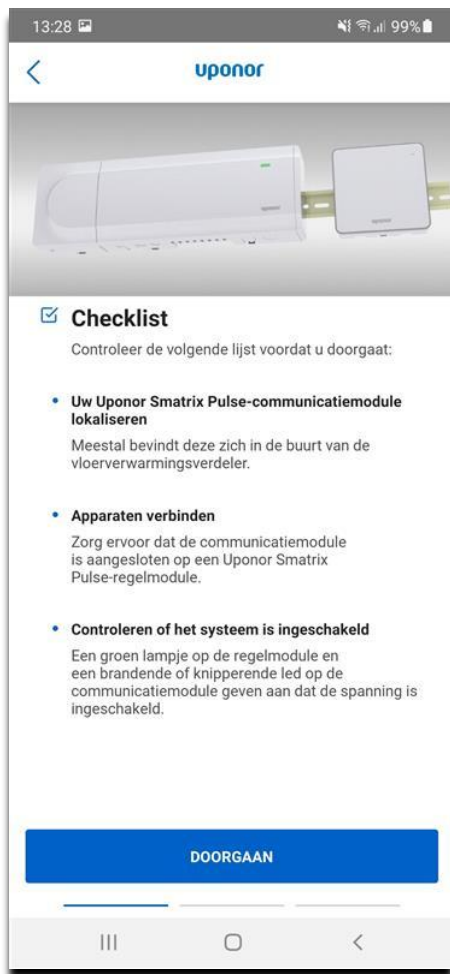 13:28 99%
uponor
Checklist
Controleer de volgende lijst voordat u doorgaat:
Uw Uponor Smatrix Pulse-communicatiemodule
lokaliseren
Meestal bevindt deze zich in de buurt van de
vloerverwarmingsverdeler.
Apparaten verbinden
Zorg ervoor dat de communicatiemodule
is aangesloten op een Uponor Smatrix
Pulse-regelmodule.
Controleren of het systeem is ingeschakeld
Een groen lampje op de regelmodule en
een brandende of knipperende led op de
communicatiemodule geven aan dat de spanning is
ingeschakeld.
DOORGAAN